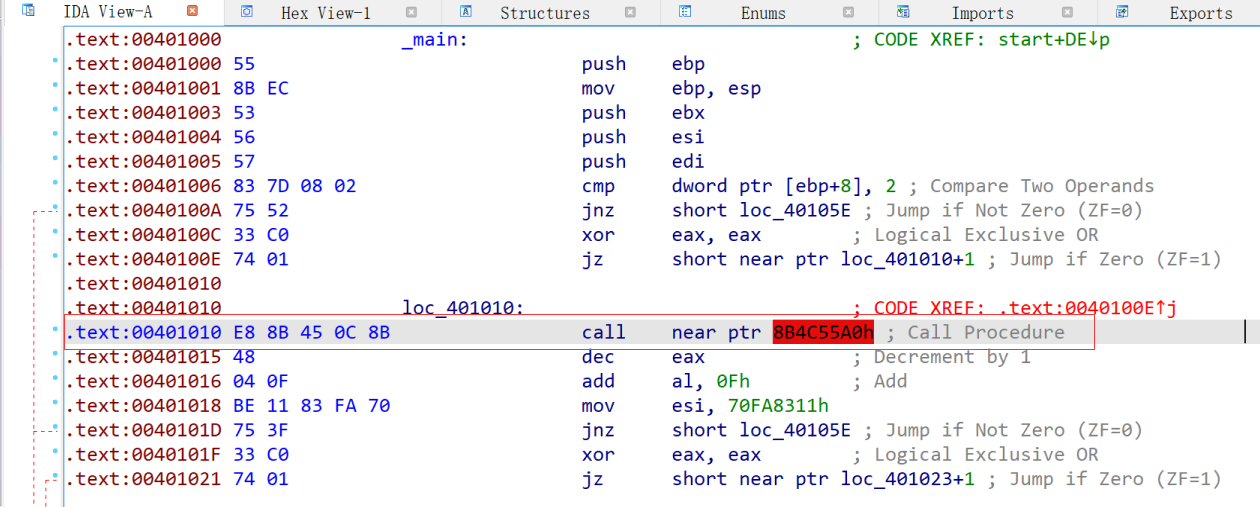 IDA View-A Hex View-1 Structures Enums Imports Exports
.text:00401000 _main: ; CODE XREF: start+DE↓p
.text:00401000 55 push ebp
.text:00401001 8B EC mov ebp, esp
.text:00401003 53 push ebx
.text:00401004 56 push esi
.text:00401005 57 push edi
.text:00401006 83 7D 08 02 cmp dword ptr [ebp+8], 2 ; Compare Two Operands
.text:0040100A 75 52 jnz short loc_40105E ; Jump if Not Zero (ZF=0)
.text:0040100C 33 C0 xor eax, eax ; Logical Exclusive OR
.text:0040100E 74 01 jz short near ptr loc_401010+1 ; Jump if Zero (ZF=1)
.text:00401010
.text:00401010 loc_401010: ; CODE XREF: .text:0040100E↑j
.text:00401010 E8 8B 45 0C 8B call near ptr 8B4C55A0h ; Call Procedure
.text:00401015 48 dec eax ; Decrement by 1
.text:00401016 04 0F add al, 0Fh ; Add
.text:00401018 BE 11 83 FA 70 mov esi, 70FA8311h
.text:0040101D 75 3F jnz short loc_40105E ; Jump if Not Zero (ZF=0)
.text:0040101F 33 C0 xor eax, eax ; Logical Exclusive OR
.text:00401021 74 01 jz short near ptr loc_401023+1 ; Jump if Zero (ZF=1)